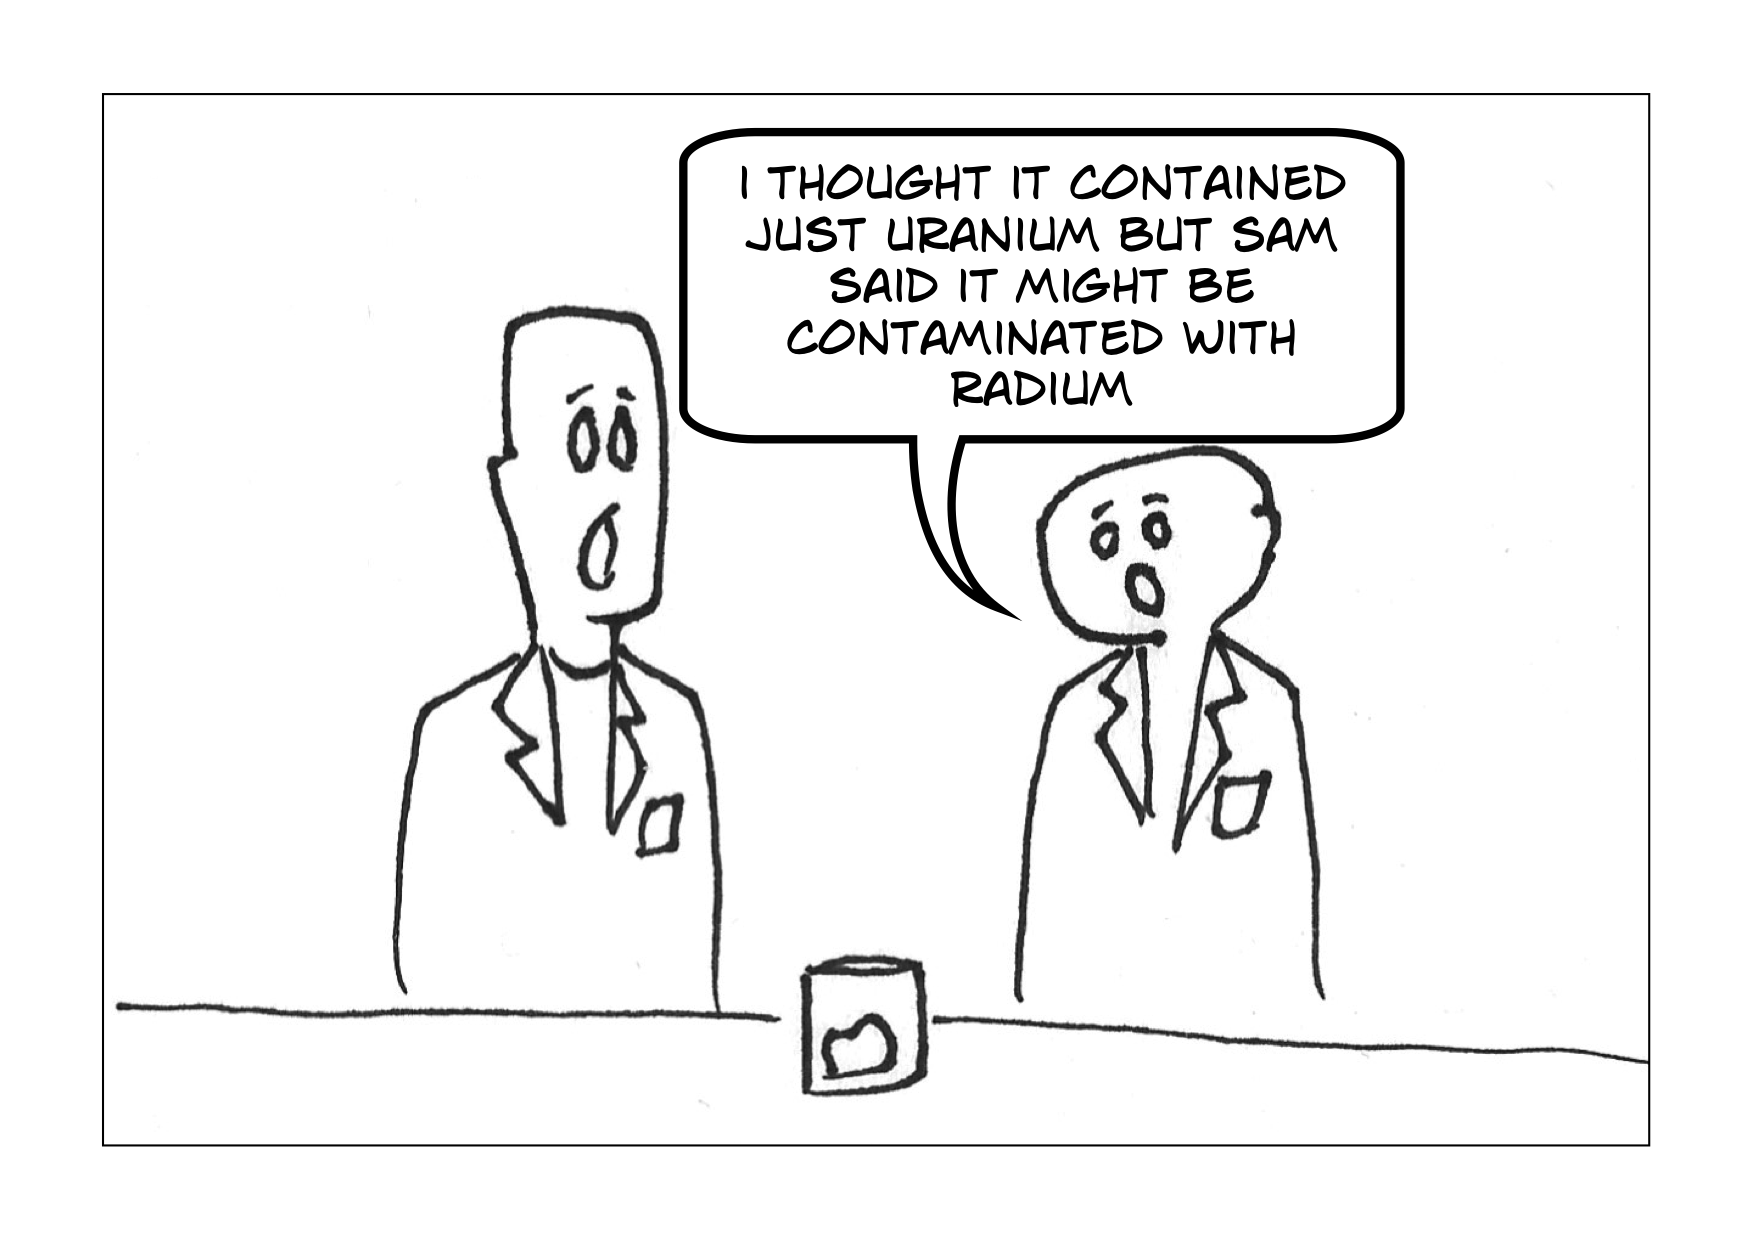 I THOUGHT IT CONTAINED
JUST URANIUM BUT SAM
SAID IT MIGHT BE
CONTAMINATED WITH
RADIUM